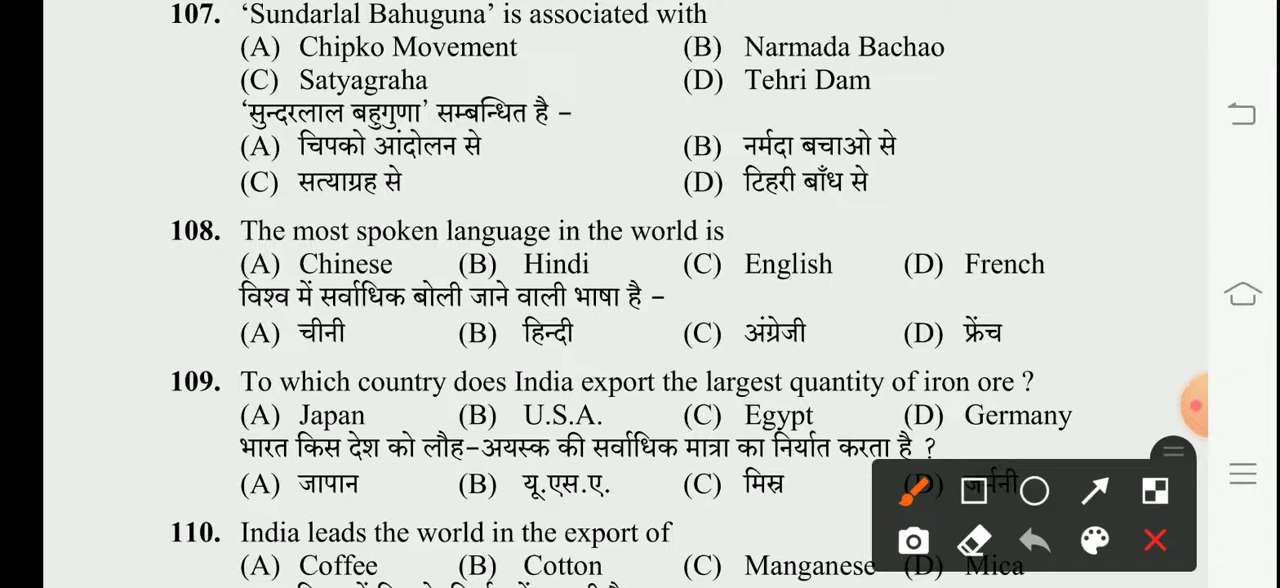 107. ‘Sundarlal Bahuguna’ is associated with
(A) Chipko Movement (B) Narmada Bachao
(C) Satyagraha (D) Tehri Dam
‘सुन्दरलाल बहुगुणा’ सम्बन्धित है –
(A) चिपको आंदोलन से (B) नर्मदा बचाओ से
(C) सत्याग्रह से (D) टिहरी बाँध से
108. The most spoken language in the world is
(A) Chinese (B) Hindi (C) English (D) French
विश्व में सर्वाधिक बोली जाने वाली भाषा है –
(A) चीनी (B) हिन्दी (C) अंग्रेजी (D) फ्रेंच
109. To which country does India export the largest quantity of iron ore ?
(A) Japan (B) U.S.A. (C) Egypt (D) Germany
भारत किस देश को लौह-अयस्क की सर्वाधिक मात्रा का निर्यात करता है ?
(A) जापान (B) यू.एस.ए. (C) मिस्र (D) जर्मनी
110. India leads the world in the export of
(A) Coffee (B) Cotton (C) Manganese (D) Mica